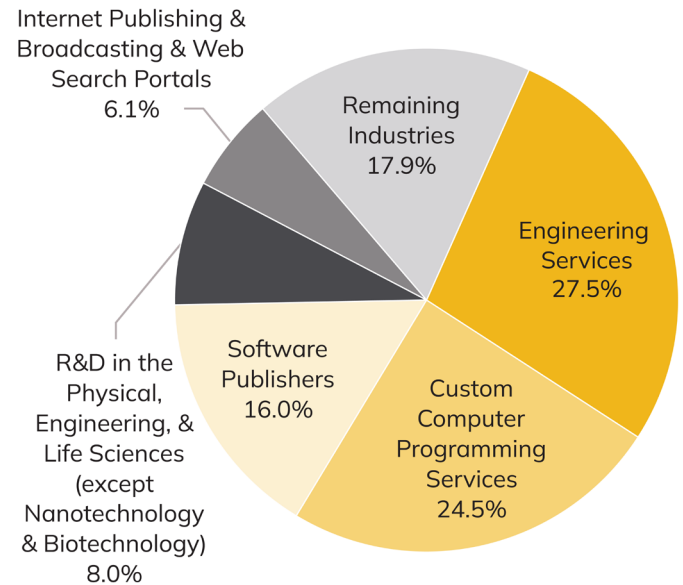 Internet Publishing &
Broadcasting & Web
Search Portals
6.1%
Remaining
Industries
17.9%
Engineering
Services
27.5%
Custom
Computer
Programming
Services
24.5%
Software
Publishers
16.0%
R&D in the
Physical,
Engineering, &
Life Sciences
(except
Nanotechnology
& Biotechnology)
8.0%